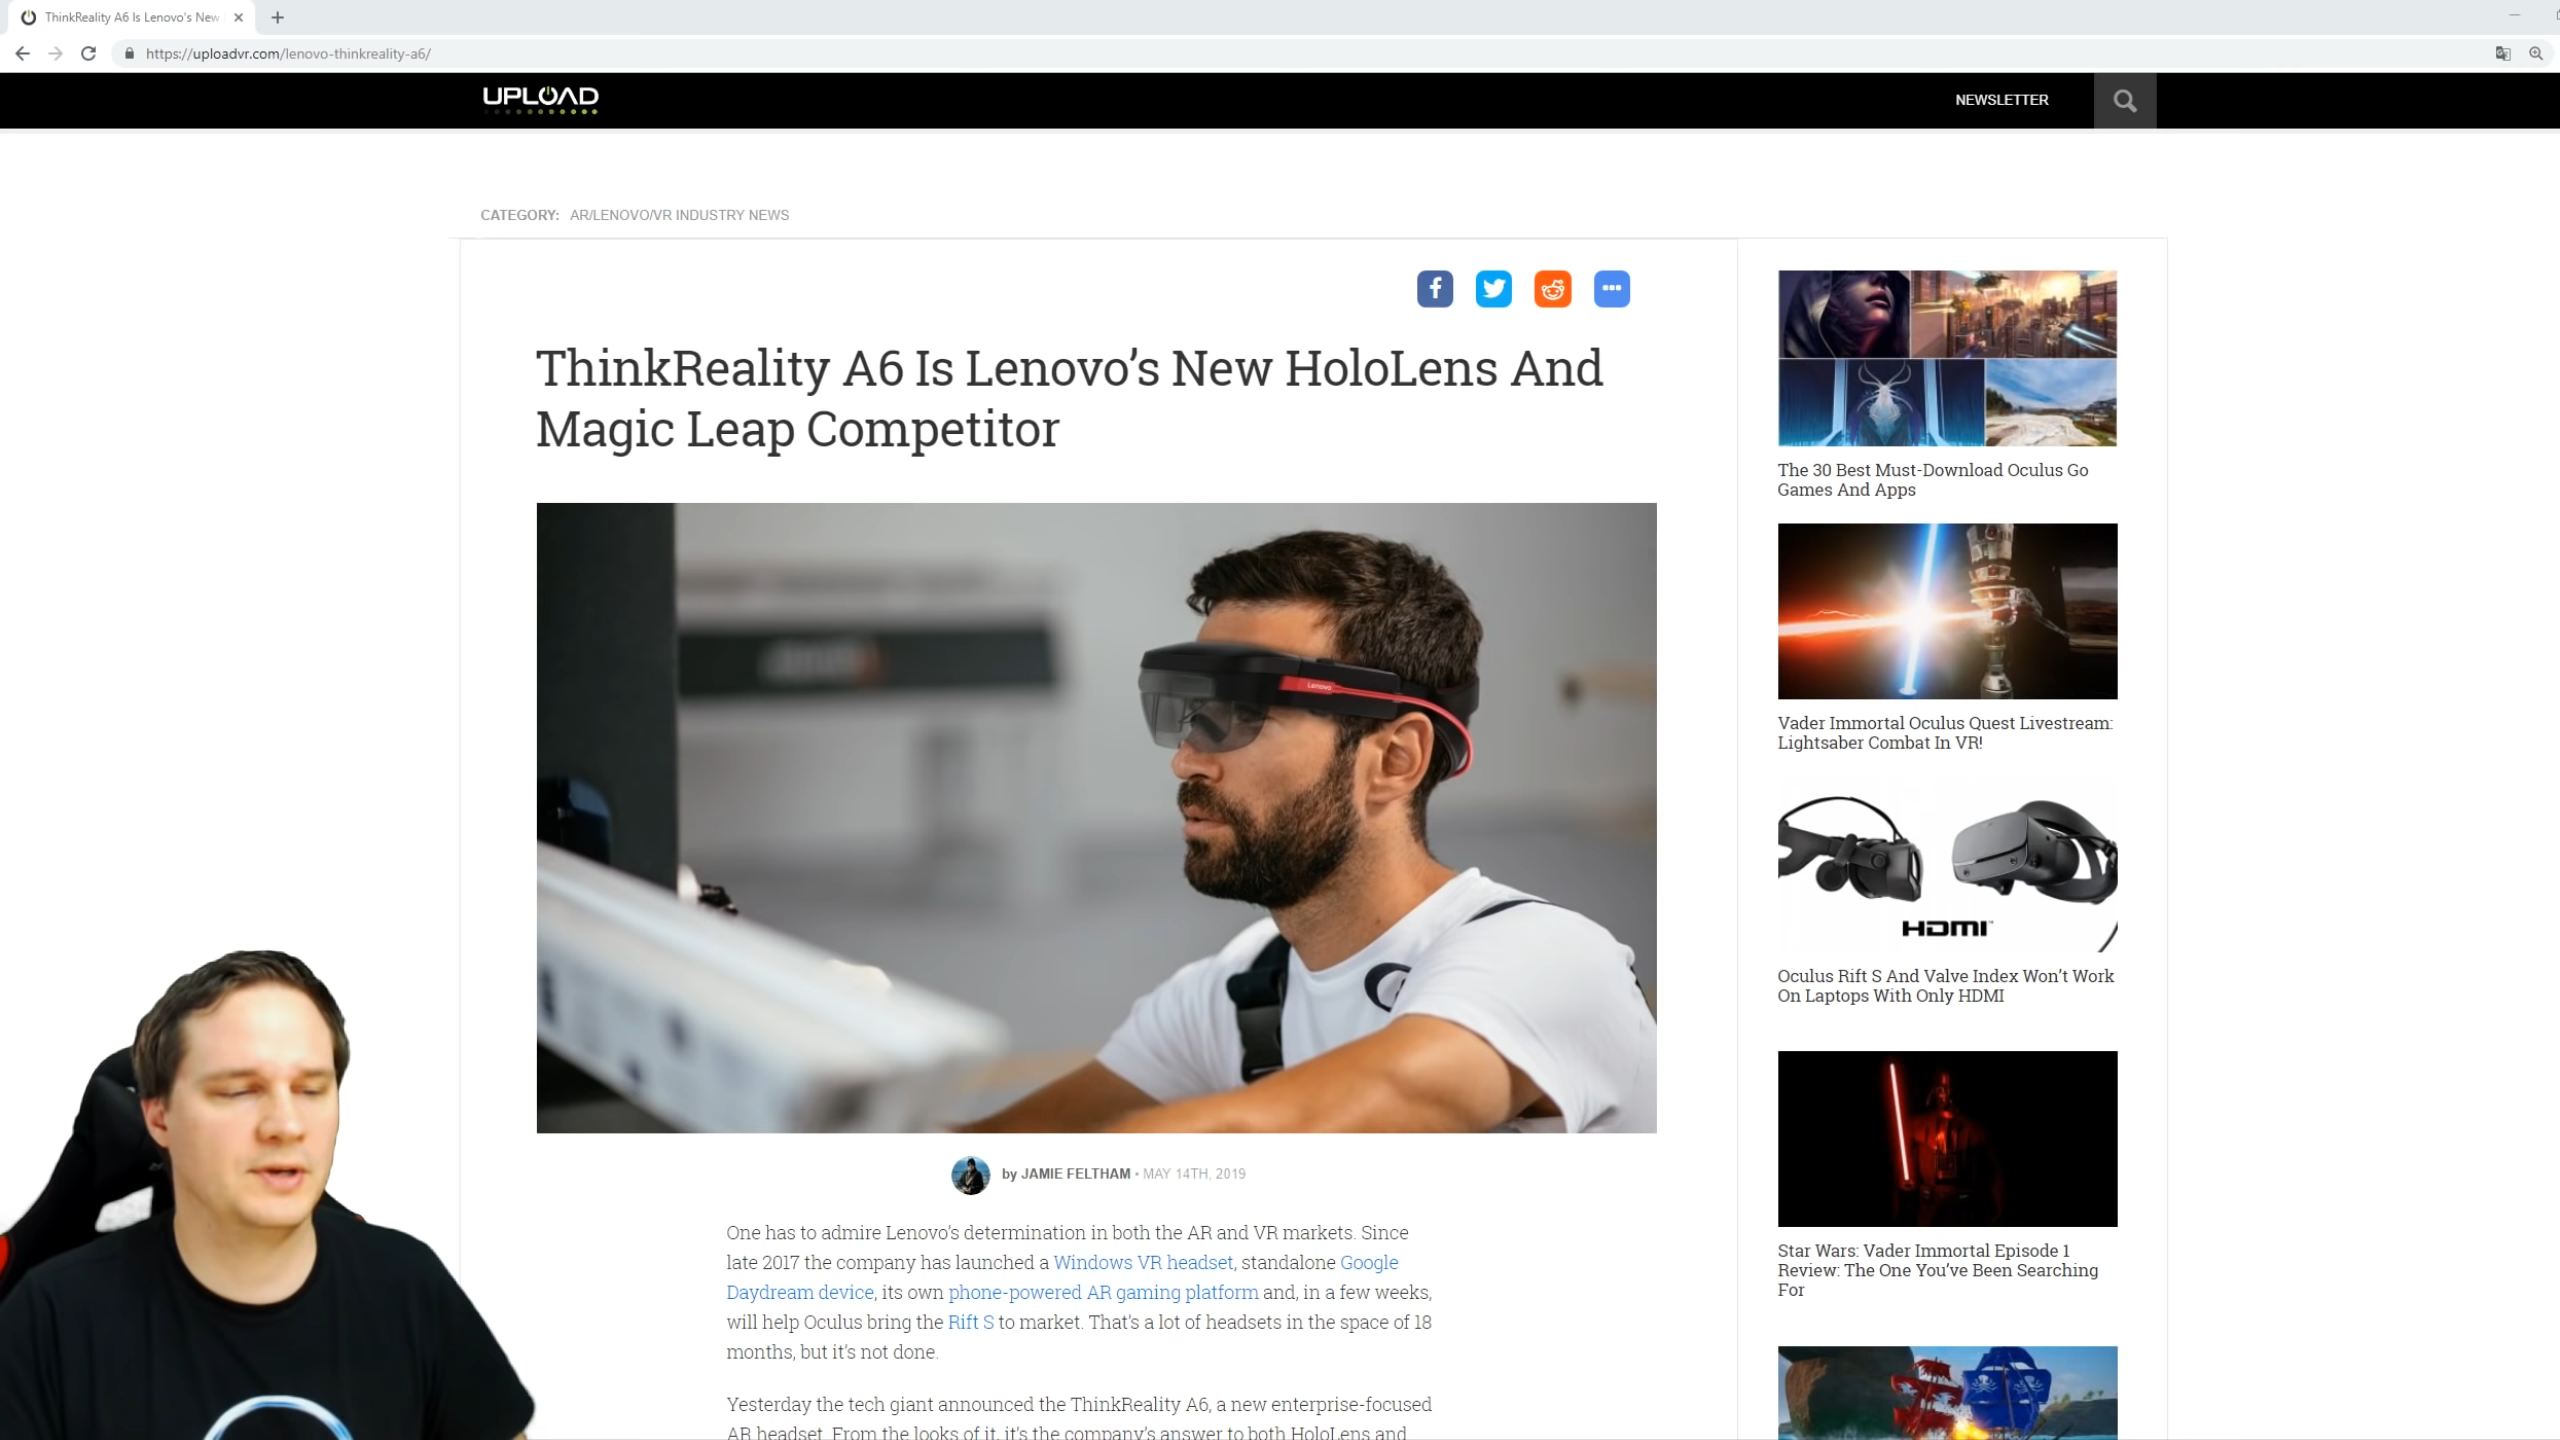 ThinkReality A6 Is Lenovo's New
https://uploadvr.com/lenovo-thinkreality-a6/
UPLOAD
NEWSLETTER
CATEGORY: AR/LENOVO/VR INDUSTRY NEWS
ThinkReality A6 Is Lenovo’s New HoloLens And
Magic Leap Competitor
Lenovo
by JAMIE FELTHAM • MAY 14TH, 2019
One has to admire Lenovo’s determination in both the AR and VR markets. Since
late 2017 the company has launched a Windows VR headset, standalone Google
Daydream device, its own phone-powered AR gaming platform and, in a few weeks,
will help Oculus bring the Rift S to market. That’s a lot of headsets in the space of 18
months, but it’s not done.
Yesterday the tech giant announced the ThinkReality A6, a new enterprise-focused
AR headset. From the looks of it, it’s the company’s answer to both HoloLens and
The 30 Best Must-Download Oculus Go
Games And Apps
Vader Immortal Oculus Quest Livestream:
Lightsaber Combat In VR!
HDMI™
Oculus Rift S And Valve Index Won’t Work
On Laptops With Only HDMI
Star Wars: Vader Immortal Episode 1
Review: The One You’ve Been Searching
For